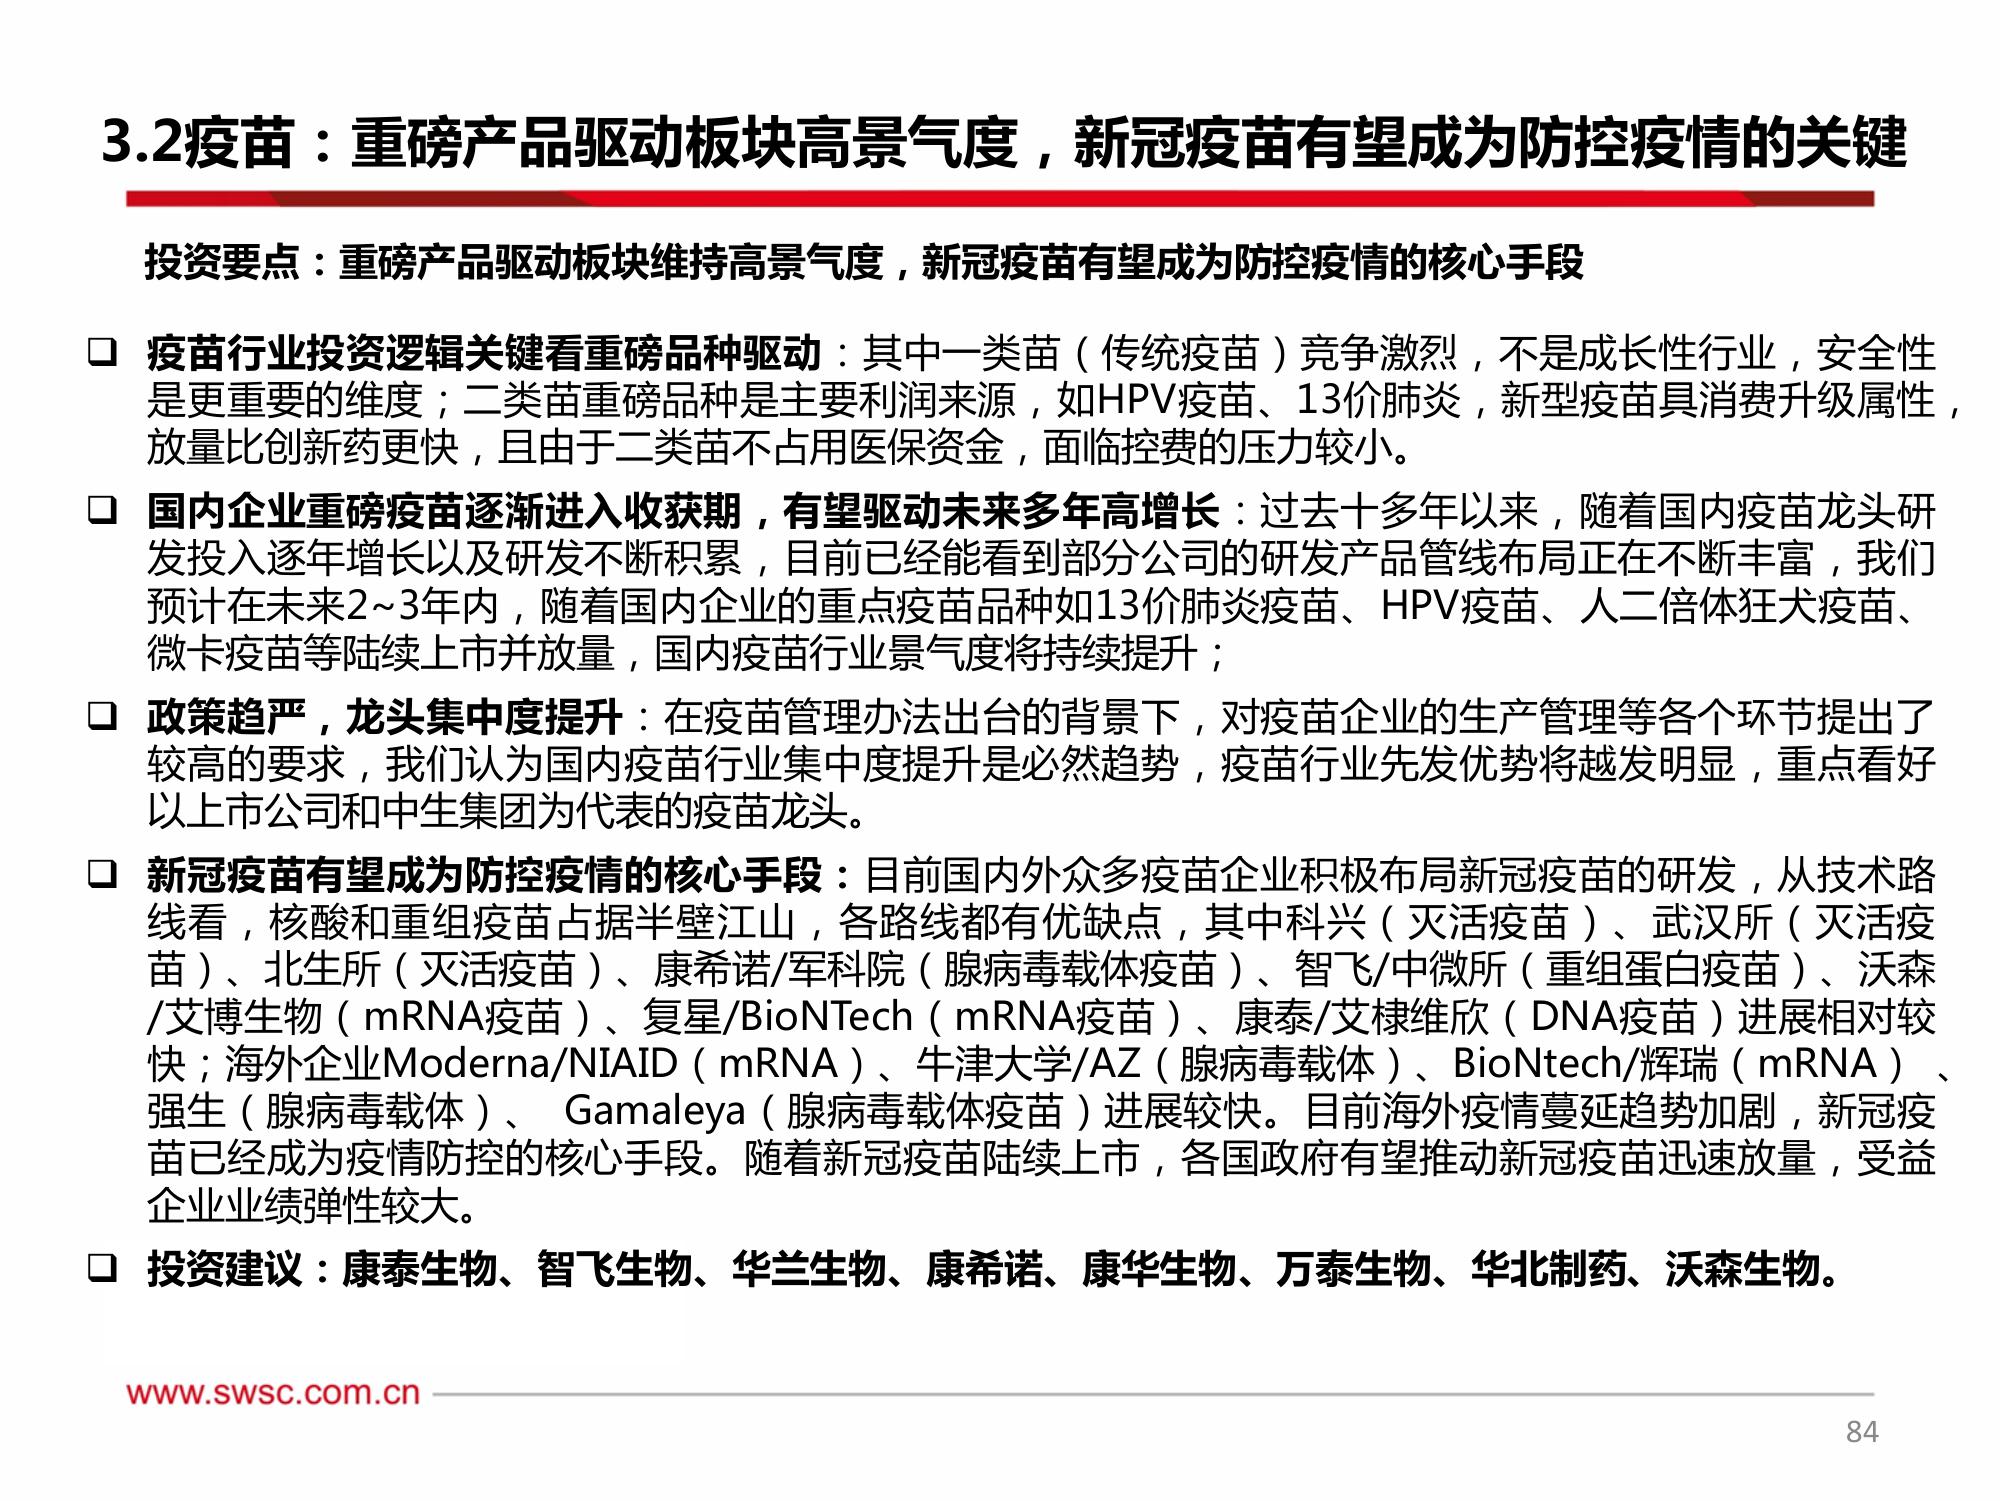 3.2疫苗：重磅产品驱动板块高景气度，新冠疫苗有望成为防控疫情的关键
投资要点：重磅产品驱动板块维持高景气度，新冠疫苗有望成为防控疫情的核心手段
❑ 疫苗行业投资逻辑关键看重磅品种驱动：其中一类苗（传统疫苗）竞争激烈，不是成长性行业，安全性
是更重要的维度；二类苗重磅品种是主要利润来源，如HPV疫苗、13价肺炎，新型疫苗具消费升级属性，
放量比创新药更快，且由于二类苗不占用医保资金，面临控费的压力较小。
❑ 国内企业重磅疫苗逐渐进入收获期，有望驱动未来多年高增长：过去十多年以来，随着国内疫苗龙头研
发投入逐年增长以及研发不断积累，目前已经能看到部分公司的研发产品管线布局正在不断丰富，我们
预计在未来2~3年内，随着国内企业的重点疫苗品种如13价肺炎疫苗、HPV疫苗、人二倍体狂犬疫苗、
微卡疫苗等陆续上市并放量，国内疫苗行业景气度将持续提升；
❑ 政策趋严，龙头集中度提升：在疫苗管理办法出台的背景下，对疫苗企业的生产管理等各个环节提出了
较高的要求，我们认为国内疫苗行业集中度提升是必然趋势，疫苗行业先发优势将越发明显，重点看好
以上市公司和中生集团为代表的疫苗龙头。
❑ 新冠疫苗有望成为防控疫情的核心手段：目前国内外众多疫苗企业积极布局新冠疫苗的研发，从技术路
线看，核酸和重组疫苗占据半壁江山，各路线都有优缺点，其中科兴（灭活疫苗）、武汉所（灭活疫
苗）、北生所（灭活疫苗）、康希诺/军科院（腺病毒载体疫苗）、智飞/中微所（重组蛋白疫苗）、沃森
/艾博生物（mRNA疫苗）、复星/BioNTech（mRNA疫苗）、康泰/艾棣维欣（DNA疫苗）进展相对较
快；海外企业Moderna/NIAID（mRNA）、牛津大学/AZ（腺病毒载体）、BioNtech/辉瑞（mRNA） 、
强生（腺病毒载体）、 Gamaleya（腺病毒载体疫苗）进展较快。目前海外疫情蔓延趋势加剧，新冠疫
苗已经成为疫情防控的核心手段。随着新冠疫苗陆续上市，各国政府有望推动新冠疫苗迅速放量，受益
企业业绩弹性较大。
❑ 投资建议：康泰生物、智飞生物、华兰生物、康希诺、康华生物、万泰生物、华北制药、沃森生物。
www.swsc.com.cn
84